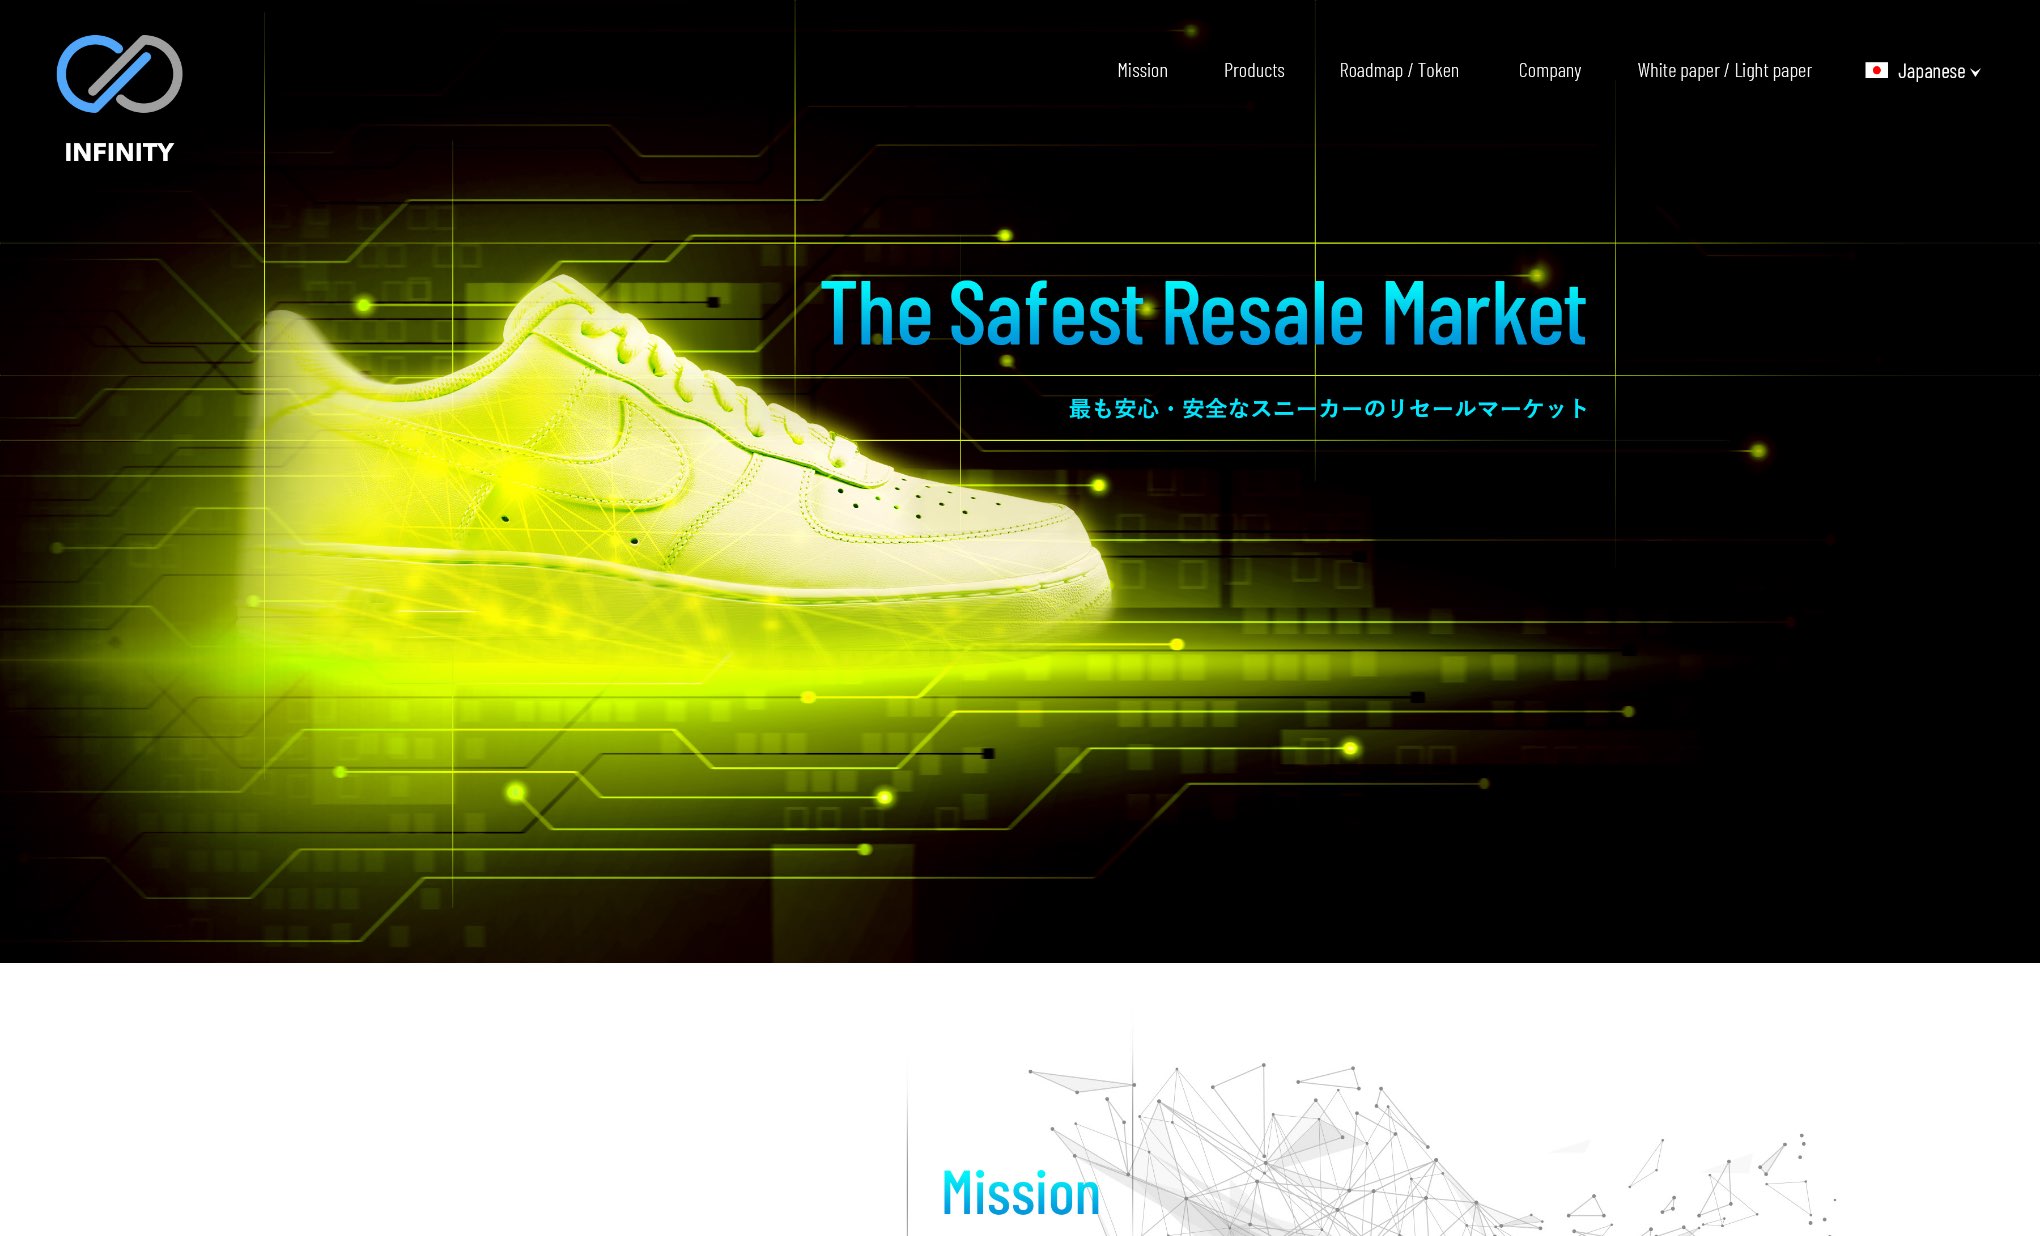 INFINITY
Mission
Products
Roadmap / Token
Company
White paper / Light paper
Japanese
The Safest Resale Market
最も安心・安全なスニーカーのリセールマーケット
Mission